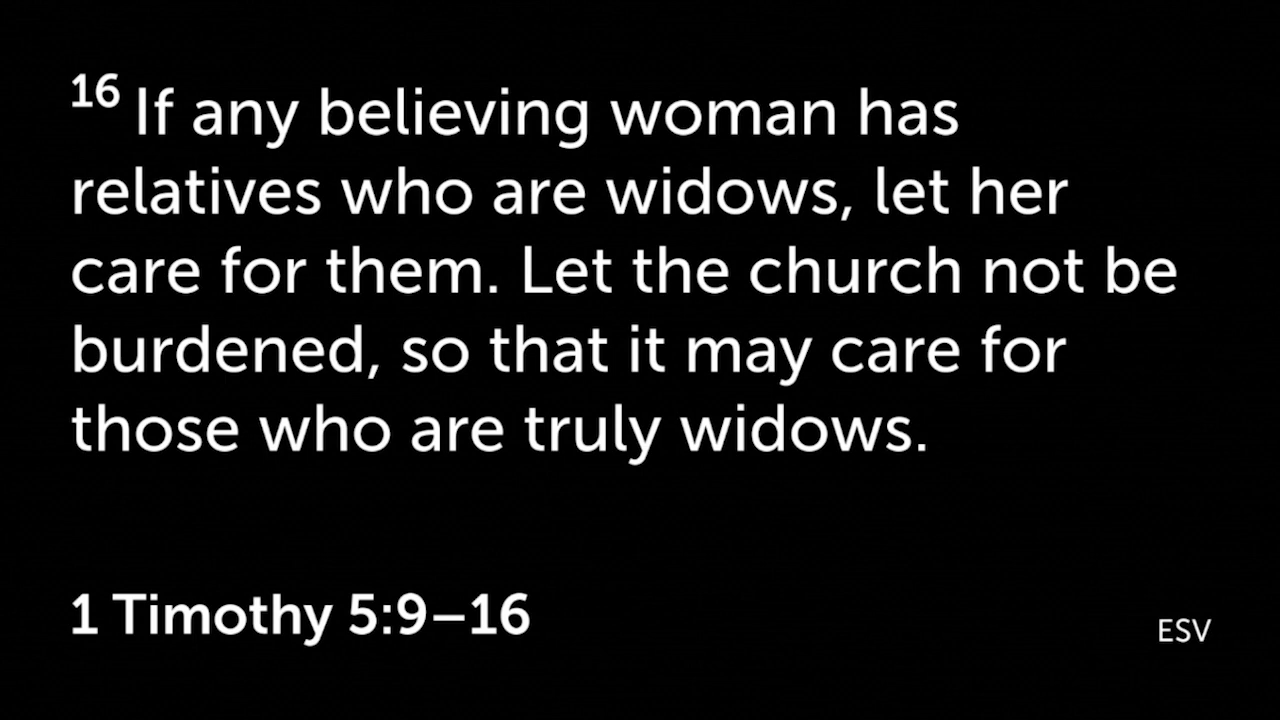 16 If any believing woman has
relatives who are widows, let her
care for them. Let the church not be
burdened, so that it may care for
those who are truly widows.
1 Timothy 5:9–16
ESV